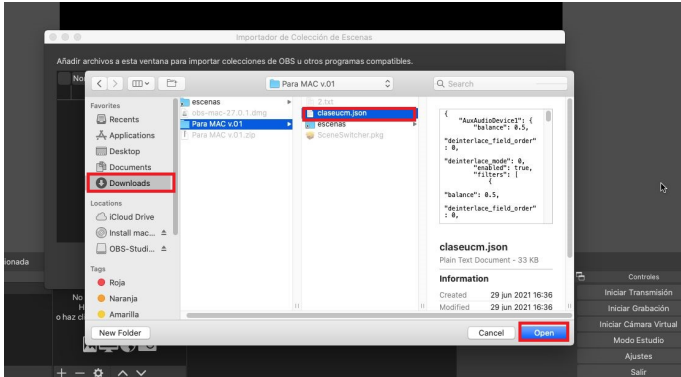 Importador de Colección de Escenas
Añadir archivos a esta ventana para importar colecciones de OBS u otros programas compatibles.
No
Para MAC v.01
Search
Favorites
Recents
Applications
Desktop
Documents
Downloads
Locations
iCloud Drive
Install mac...
OBS-Studi...
Tags
Roja
Naranja
Amarilla
escenas
obs-mac-27.0.1.dmg
Para MAC v.01
Para MAC v.01.zip
2.txt
claseucm.json
escenas
SceneSwitcher.pkg
{
"AuxAudioDevice1": {
"balance": 0.5,
"deinterlace_field_order"
: 0,
"deinterlace_mode": 0,
"enabled": true,
"filters": [
{
"balance": 0.5,
"deinterlace_field_order"
: 0,
claseucm.json
Plain Text Document - 33 KB
Information
Created 29 jun 2021 16:36
Modified 29 jun 2021 16:36
New Folder
Cancel
Open
ionada
No
H
o haz cl
Controles
Iniciar Transmisión
Iniciar Grabación
Iniciar Cámara Virtual
Modo Estudio
Ajustes
Salir